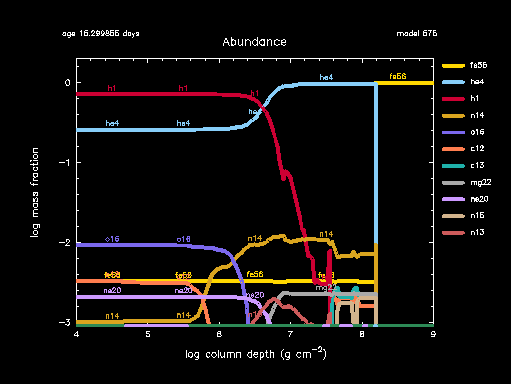 age 16.299866 days
model 676
Abundance
log mass fraction
0
−1
−2
−3
h1 h1 h1
he4 he4 he4 he4
fe56
o16 o16
n14 n14
fe56 fe56 fe56
ne20 ne20 ne20
mg22
n14 n14
4 5 6 7 8 9
log column depth (g cm⁻²)
fe56
he4
h1
n14
o16
c12
c13
mg22
ne20
n15
n13